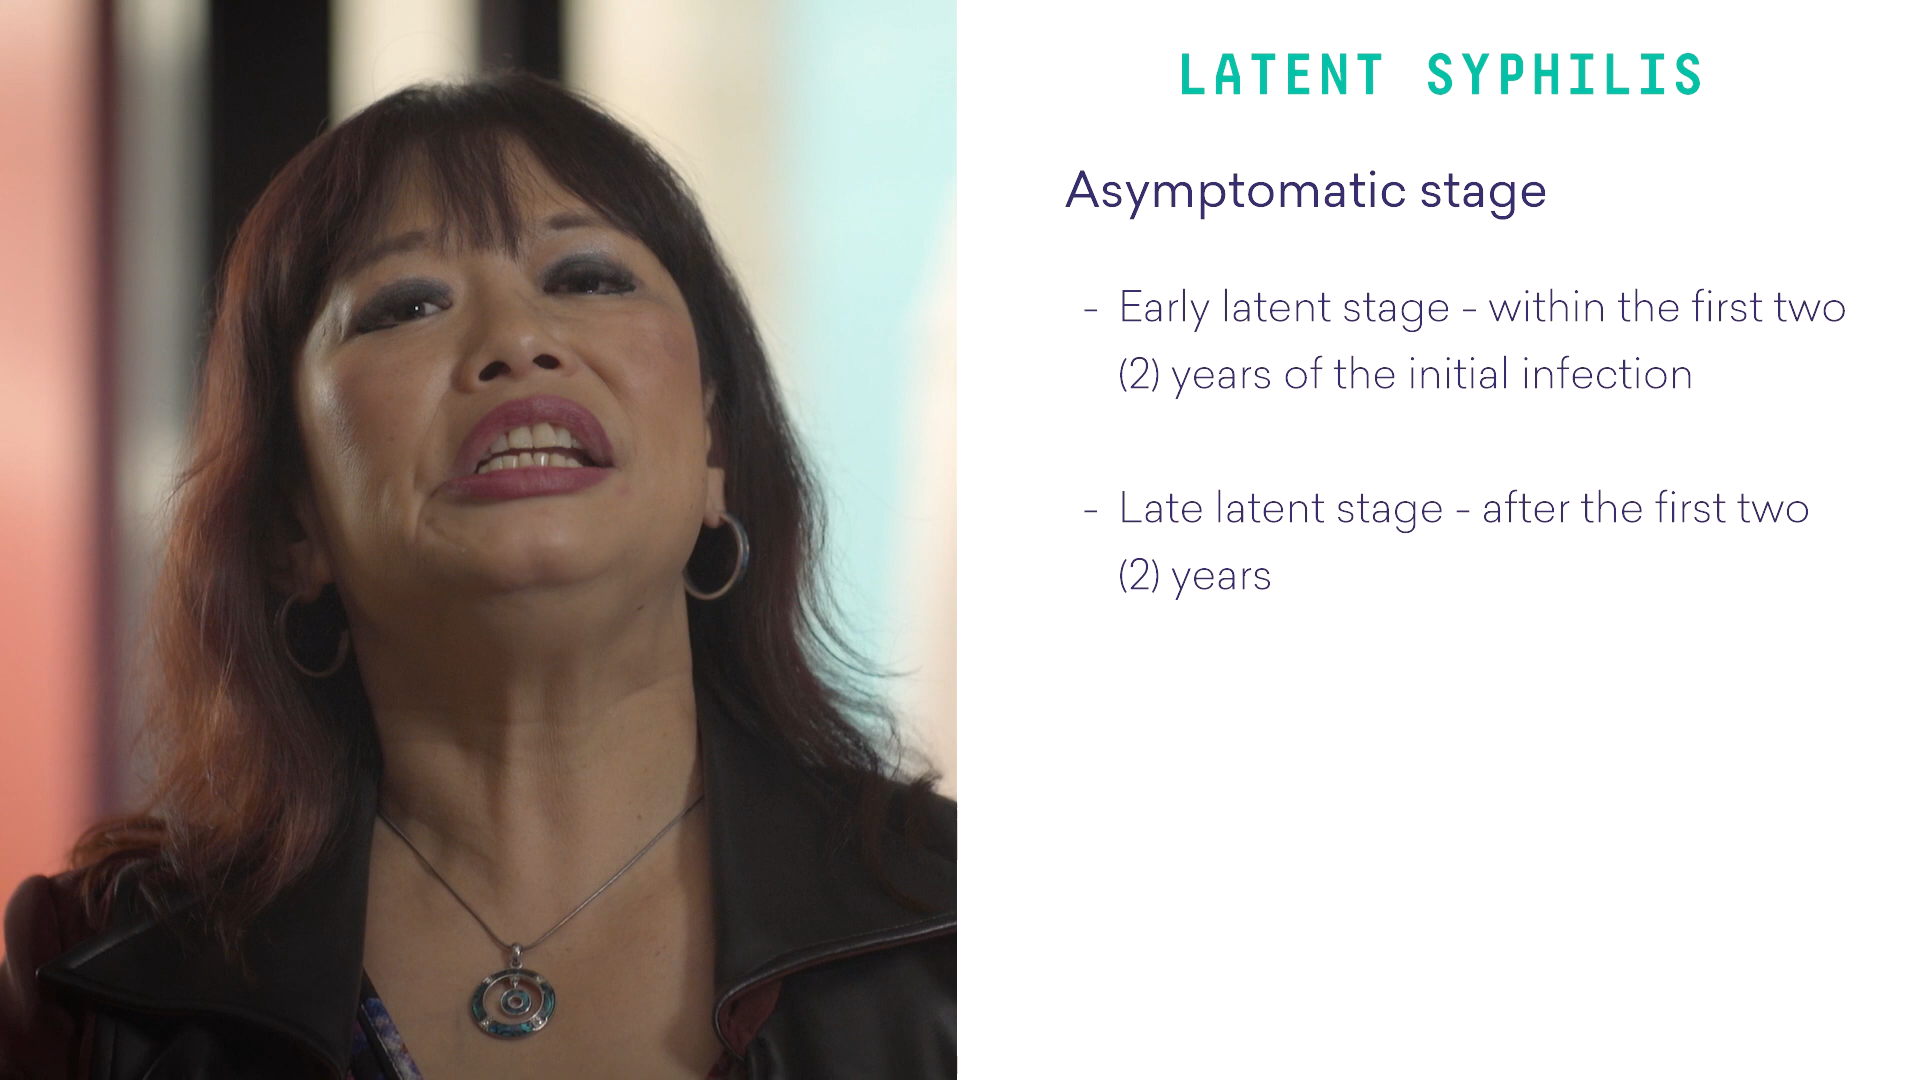 LATENT SYPHILIS
Asymptomatic stage
- Early latent stage - within the first two
(2) years of the initial infection
- Late latent stage - after the first two
(2) years